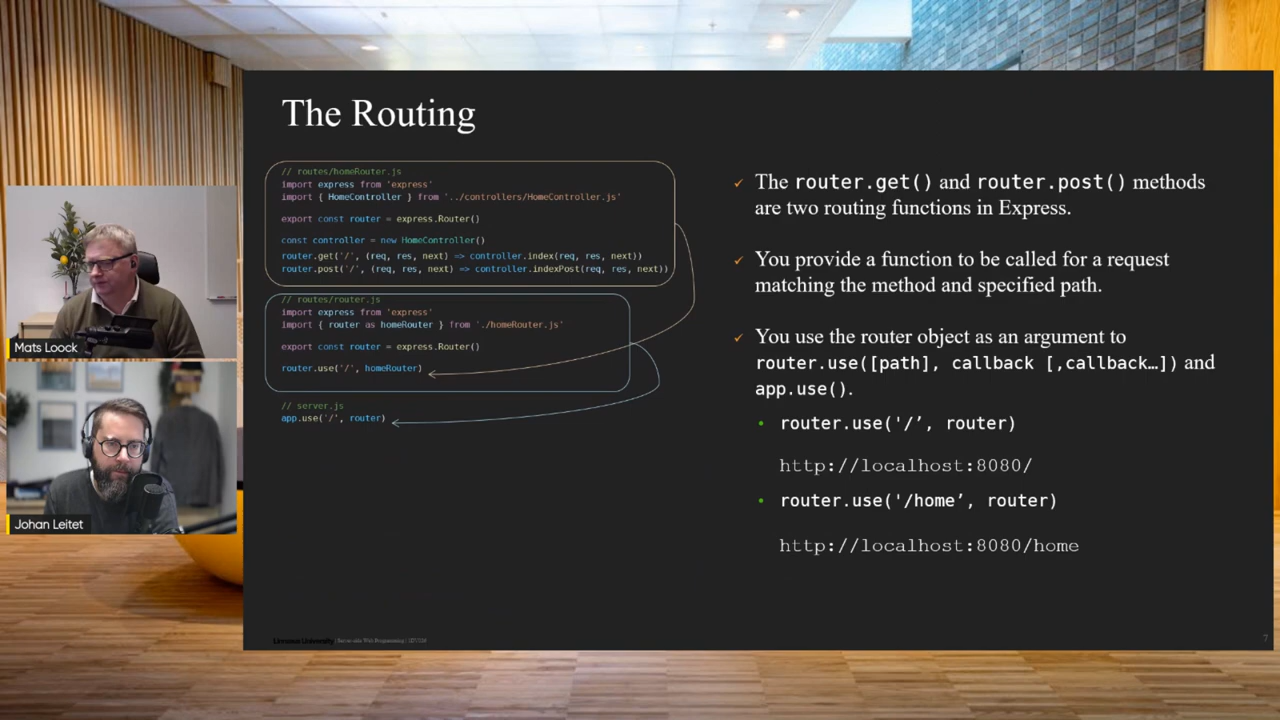 The Routing
// routes/homeRouter.js
import express from 'express'
import { HomeController } from '../controllers/HomeController.js'
export const router = express.Router()
const controller = new HomeController()
router.get('/', (req, res, next) => controller.index(req, res, next))
router.post('/', (req, res, next) => controller.indexPost(req, res, next))
// routes/router.js
import express from 'express'
import { router as homeRouter } from './homeRouter.js'
export const router = express.Router()
router.use('/', homeRouter)
// server.js
app.use('/', router)
The router.get() and router.post() methods
are two routing functions in Express.
You provide a function to be called for a request
matching the method and specified path.
You use the router object as an argument to
router.use([path], callback [,callback…]) and
app.use().
router.use('/’, router)
http://localhost:8080/
router.use('/home’, router)
http://localhost:8080/home
Mats Loock
Johan Leitet
Linnaeus University | Server-side Web Programming |
7